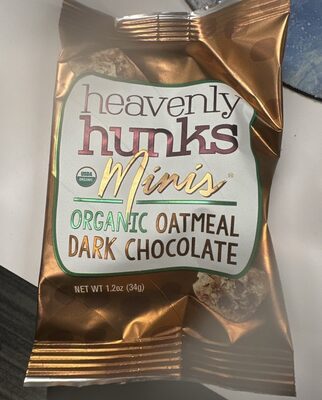 heavenly
hunks
USDA
ORGANIC
Minis®
ORGANIC OATMEAL
DARK CHOCOLATE
NET WT 1.2oz (34g)